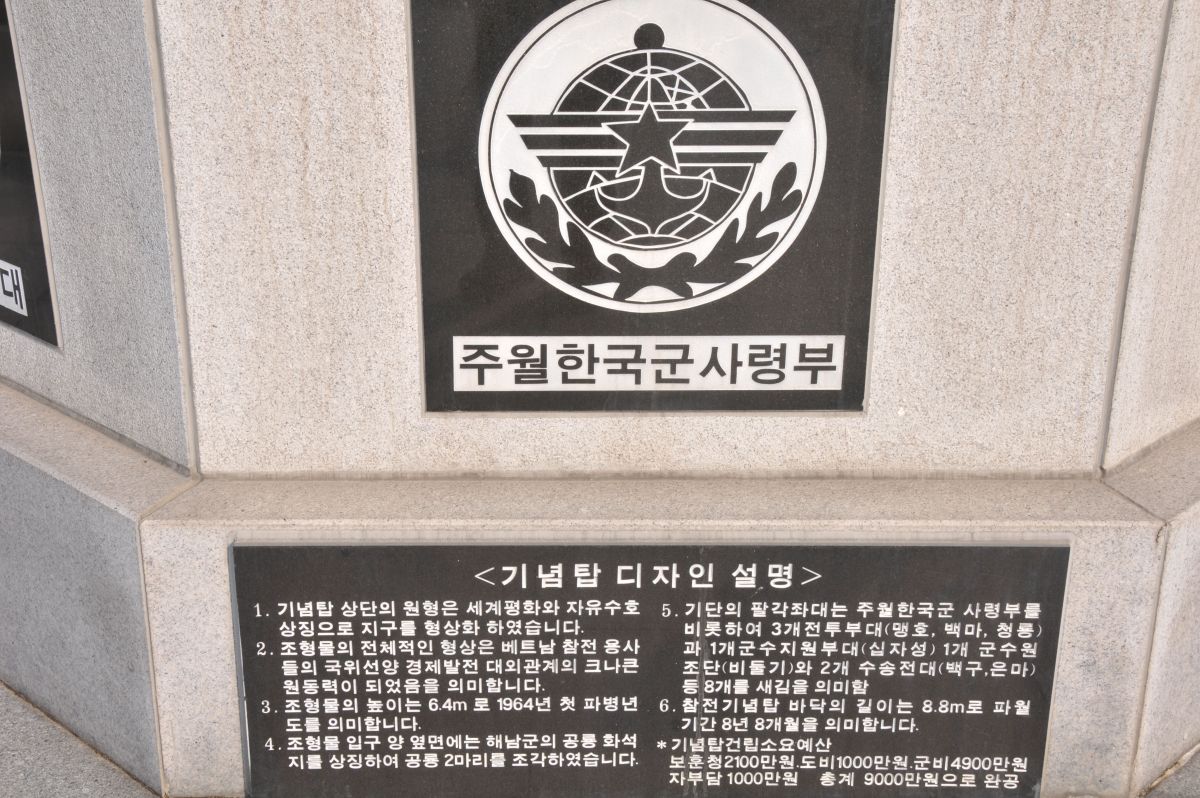 대
주월한국군사령부
<기념탑 디자인 설명>
1. 기념탑 상단의 원형은 세계평화와 자유수호
상징으로 지구를 형상화 하였습니다.
2. 조형물의 전체적인 형상은 베트남 참전 용사
들의 국위선양 경제발전 대외관계의 크나큰
원동력이 되었음을 의미합니다.
3. 조형물의 높이는 6.4m 로 1964년 첫 파병년
도를 의미합니다.
4. 조형물 입구 양 옆면에는 해남군의 공룡 화석
지를 상징하여 공통 2마리를 조각하였습니다.
5. 기단의 팔각좌대는 주월한국군 사령부를
비롯하여 3개전투부대(맹호, 백마, 청룡)
과 1개군수지원부대(십자성) 1개 군수원
조단(비둘기)와 2개 수송전대(백구,은마)
등 8개를 새김을 의미함
6. 참전기념탑 바닥의 길이는 8.8m로 파월
기간 8년 8개월을 의미합니다.
*기념탑건립소요예산
보훈청2100만원.도비1000만원.군비4900만원
자부담 1000만원 총계 9000만원으로 완공